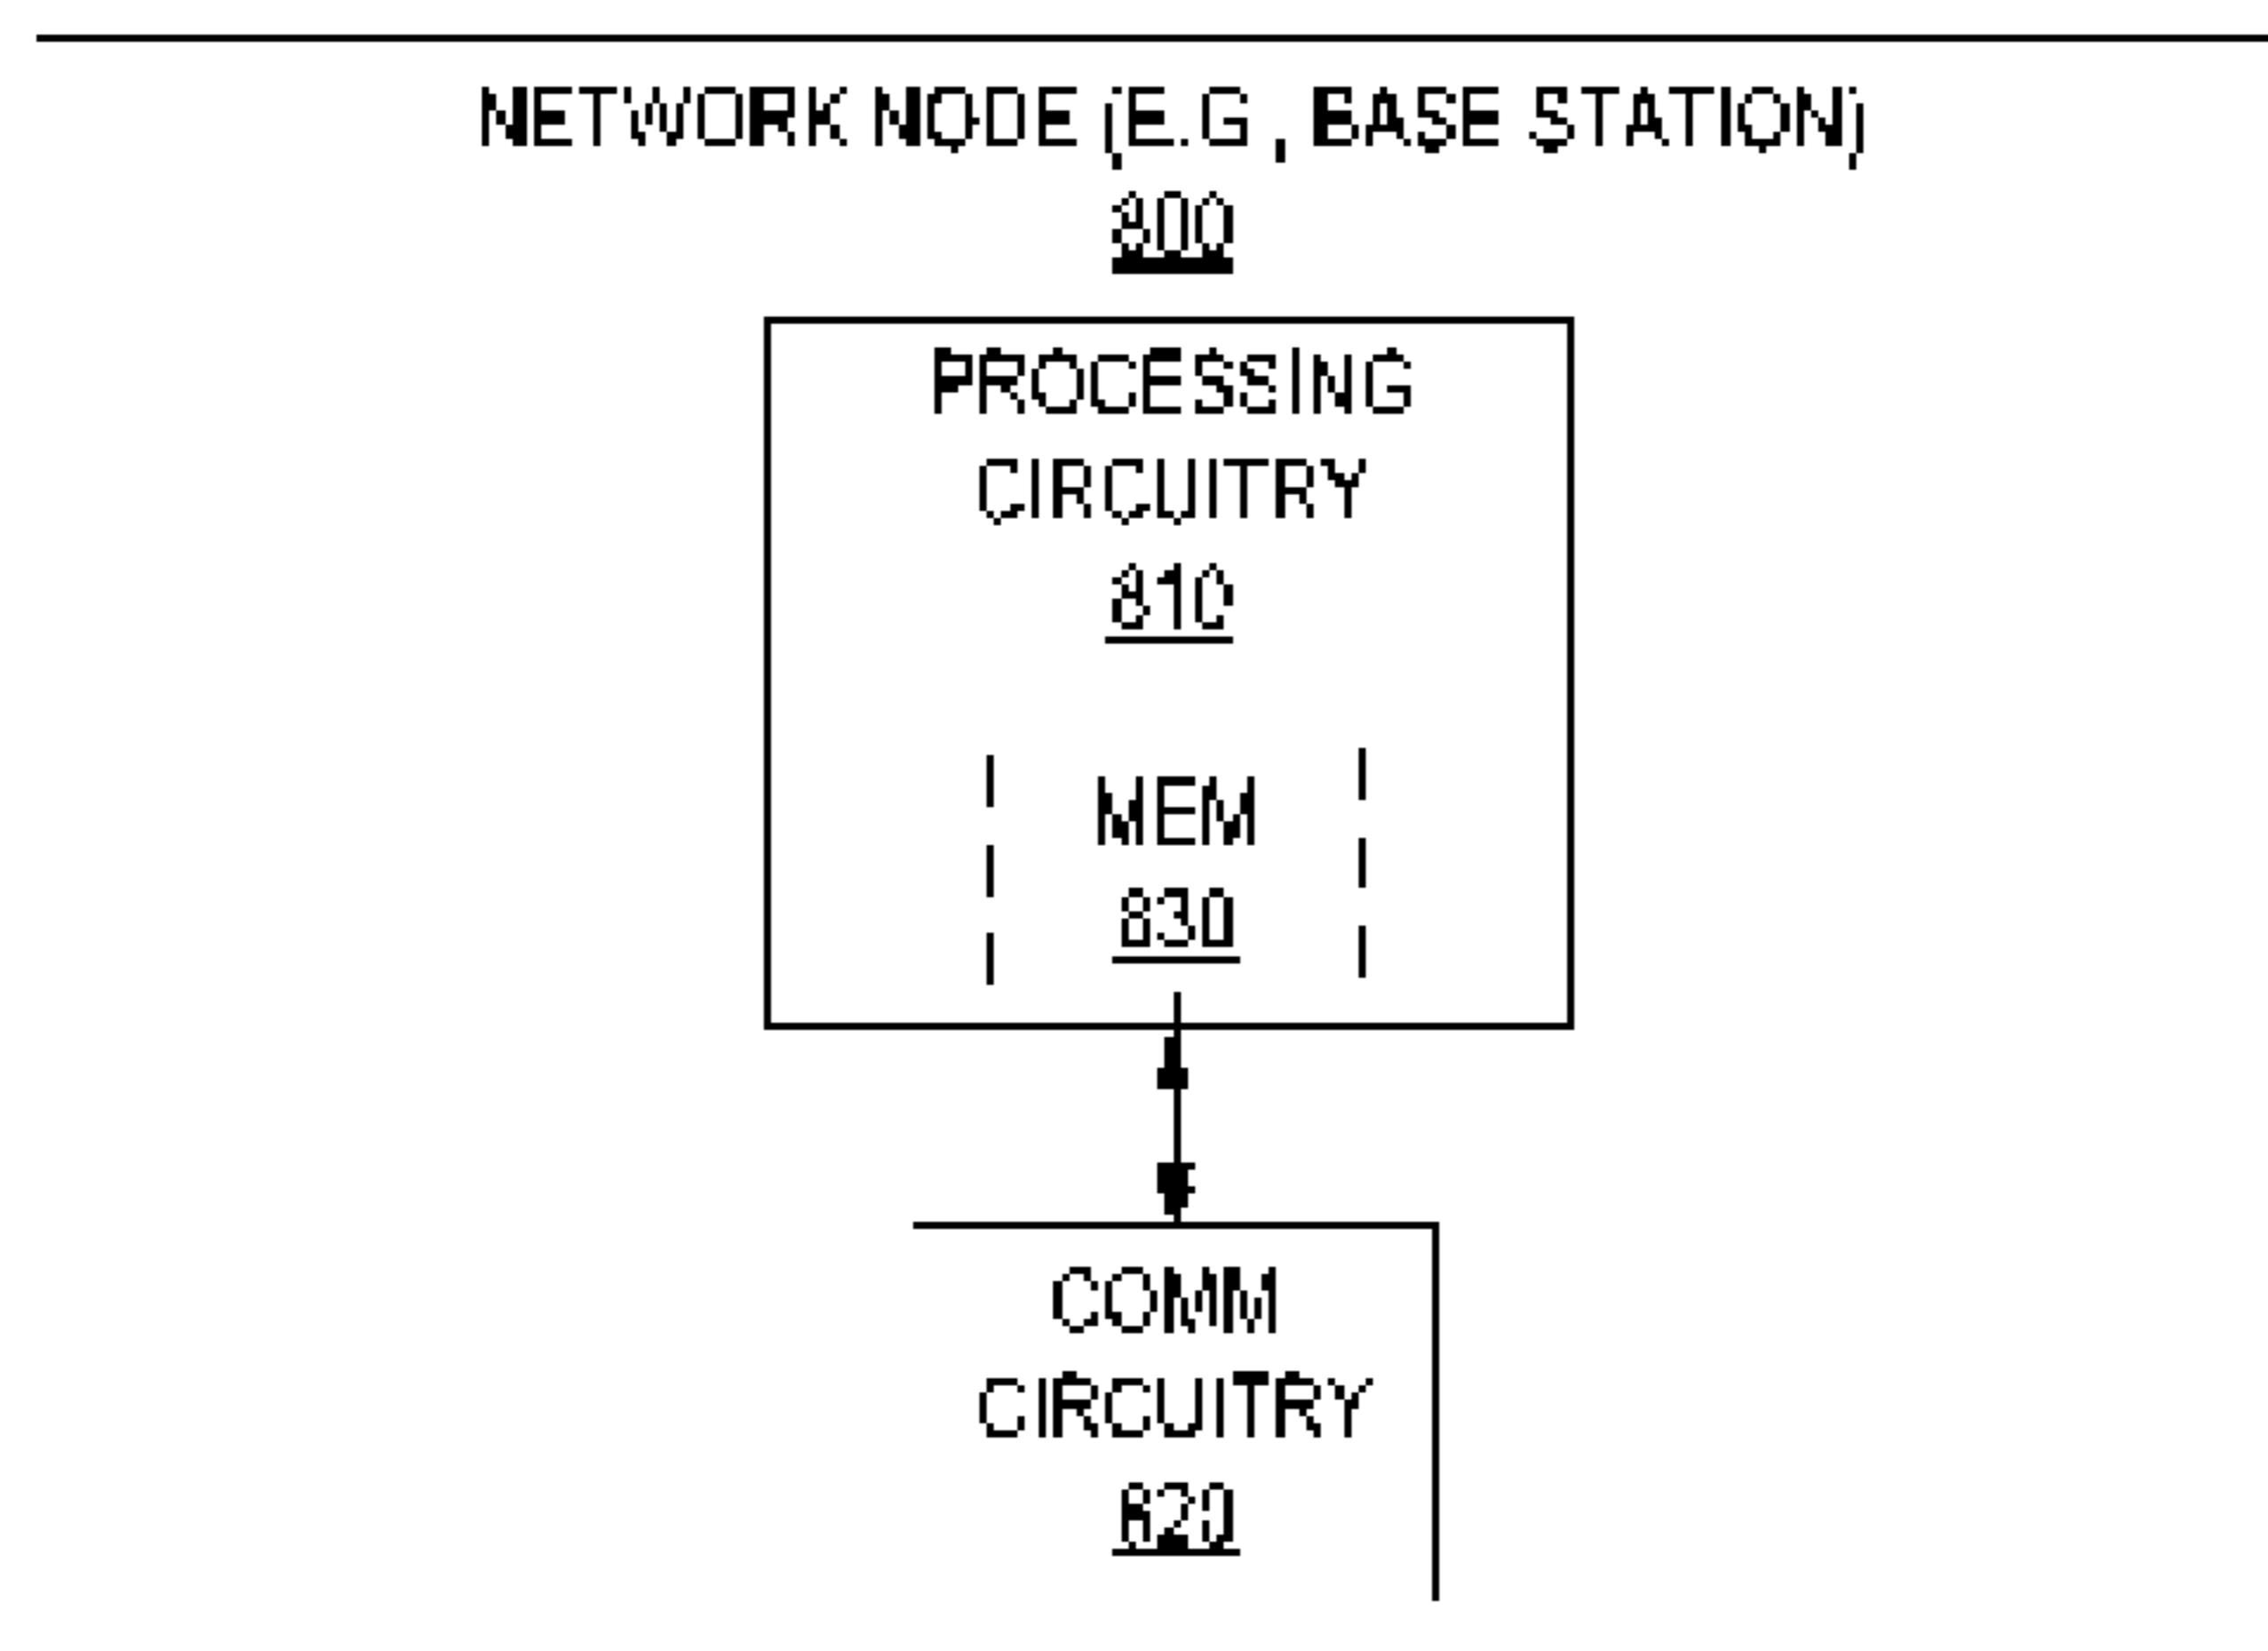 NETWORK NODE (E.G., BASE STATION)
800
PROCESSING
CIRCUITRY
810
MEM
830
COMM
CIRCUITRY
820